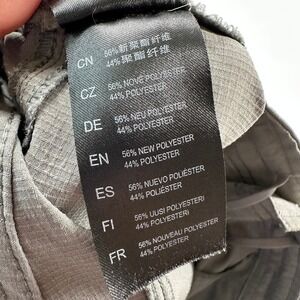 CN 56%新聚酯纤维
44%聚酯纤维
CZ 56% NOVÉ POLYESTER
44% POLYESTER
DE 56% NEU POLYESTER
44% POLYESTER
EN 56% NEW POLYESTER
44% POLYESTER
ES 56% NUEVO POLIÉSTER
44% POLIÉSTER
FI 56% UUSI POLYESTERI
44% POLYESTERI
FR 56% NOUVEAU POLYESTER
44% POLYESTER